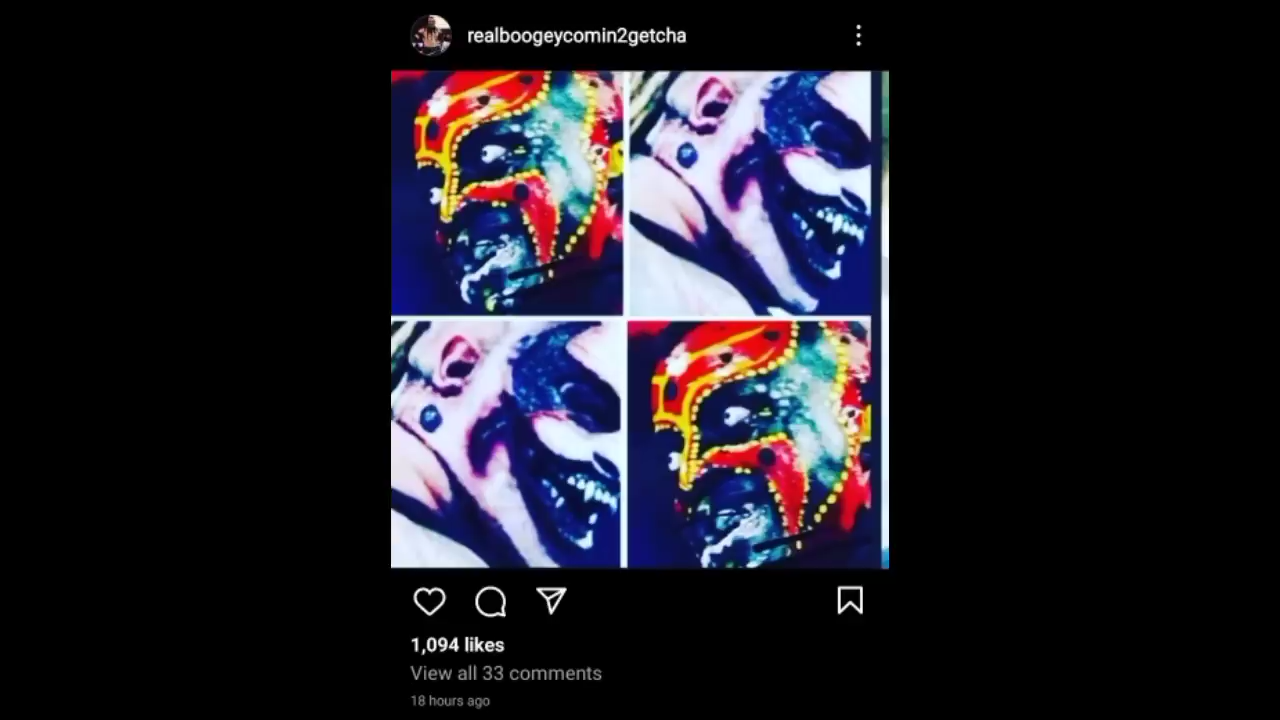 realboogeycomin2getcha
1,094 likes
View all 33 comments
18 hours ago